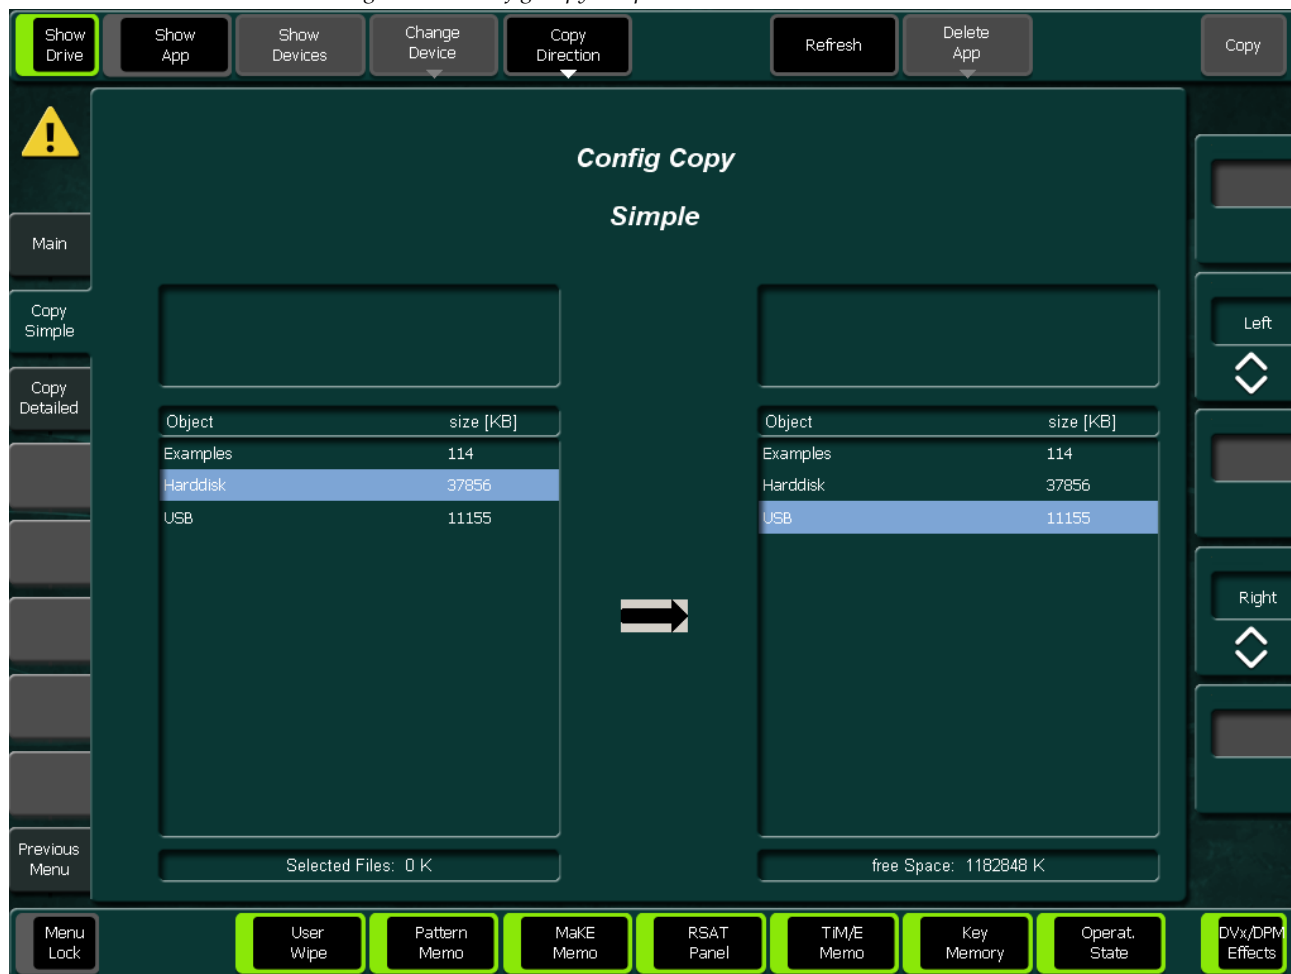 Show Drive
Show App
Show Devices
Change Device
Copy Direction
Refresh
Delete App
Copy
Config Copy
Simple
Main
Copy Simple
Copy Detailed
Previous Menu
Object size [KB]
Examples 114
Harddisk 37856
USB 11155
Selected Files: 0 K
Object size [KB]
Examples 114
Harddisk 37856
USB 11155
free Space: 1182848 K
Left
Right
Menu Lock
User Wipe
Pattern Memo
MaKE Memo
RSAT Panel
TiM/E Memo
Key Memory
Operat. State
DVx/DPM Effects